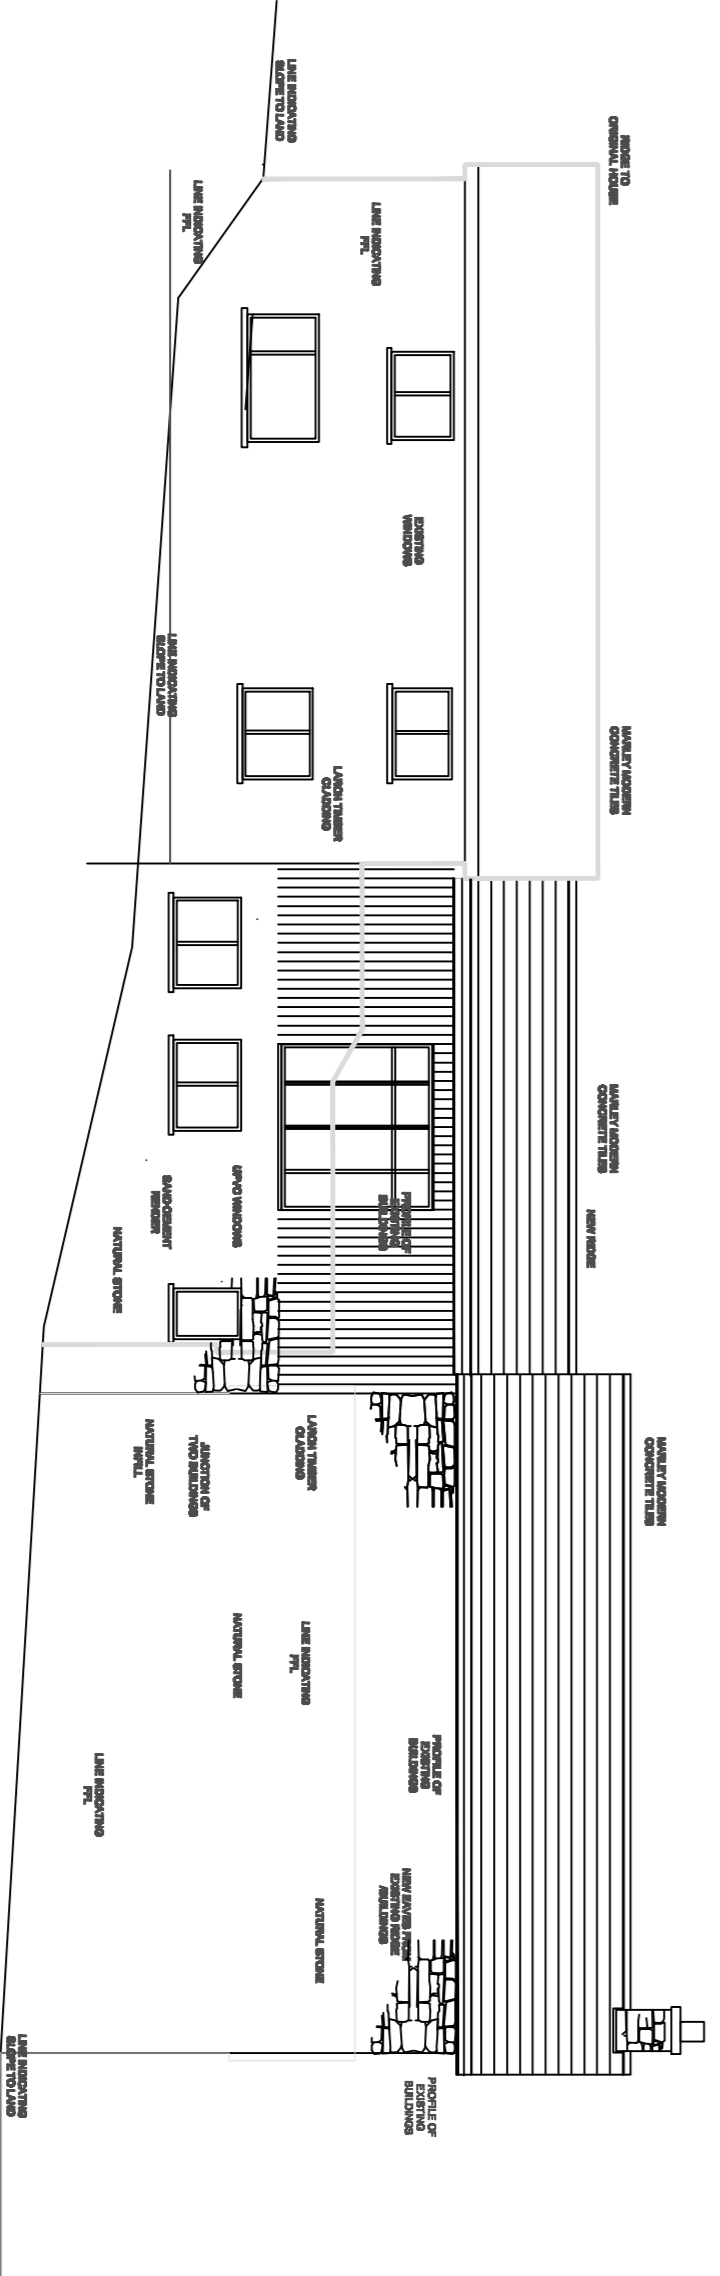 LINE INDICATING
SLOPE TO LAND
RIDGE TO
ORIGINAL HOUSE
LINE INDICATING
FFL
LINE INDICATING
FFL
EXISTING
WINDOWS
LINE INDICATING
SLOPE TO LAND
MARLEY MODERN
CONCRETE TILES
LARCH TIMBER
CLADDING
MARLEY MODERN
CONCRETE TILES
NEW RIDGE
PROFILE OF
EXISTING
BUILDINGS
UPVC WINDOWS
SAND/CEMENT
RENDER
NATURAL STONE
MARLEY MODERN
CONCRETE TILES
LARCH TIMBER
CLADDING
JUNCTION OF
TWO BUILDINGS
NATURAL STONE
INFILL
NATURAL STONE
LINE INDICATING
FFL
PROFILE OF
EXISTING
BUILDINGS
LINE INDICATING
FFL
NEW EAVES FROM
EXISTING RIDGE
/BUILDINGS
NATURAL STONE
LINE INDICATING
SLOPE TO LAND
PROFILE OF
EXISTING
BUILDINGS